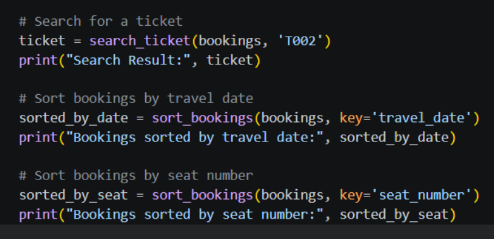 # Search for a ticket
ticket = search_ticket(bookings, 'T002')
print("Search Result:", ticket)

# Sort bookings by travel date
sorted_by_date = sort_bookings(bookings, key='travel_date')
print("Bookings sorted by travel date:", sorted_by_date)

# Sort bookings by seat number
sorted_by_seat = sort_bookings(bookings, key='seat_number')
print("Bookings sorted by seat number:", sorted_by_seat)